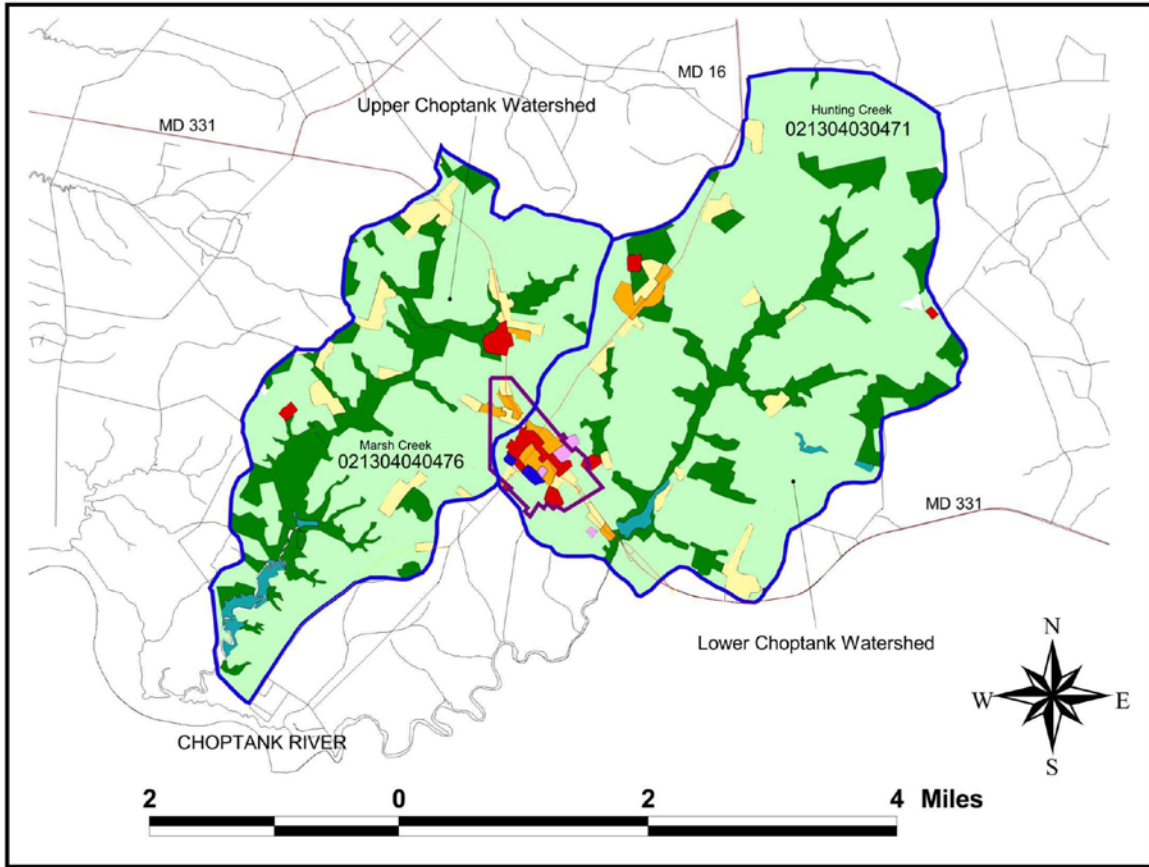 MD 16
Upper Choptank Watershed
Hunting Creek
021304030471
MD 331
Marsh Creek
021304040476
MD 331
Lower Choptank Watershed
N
W E
S
CHOPTANK RIVER
2 0 2 4 Miles